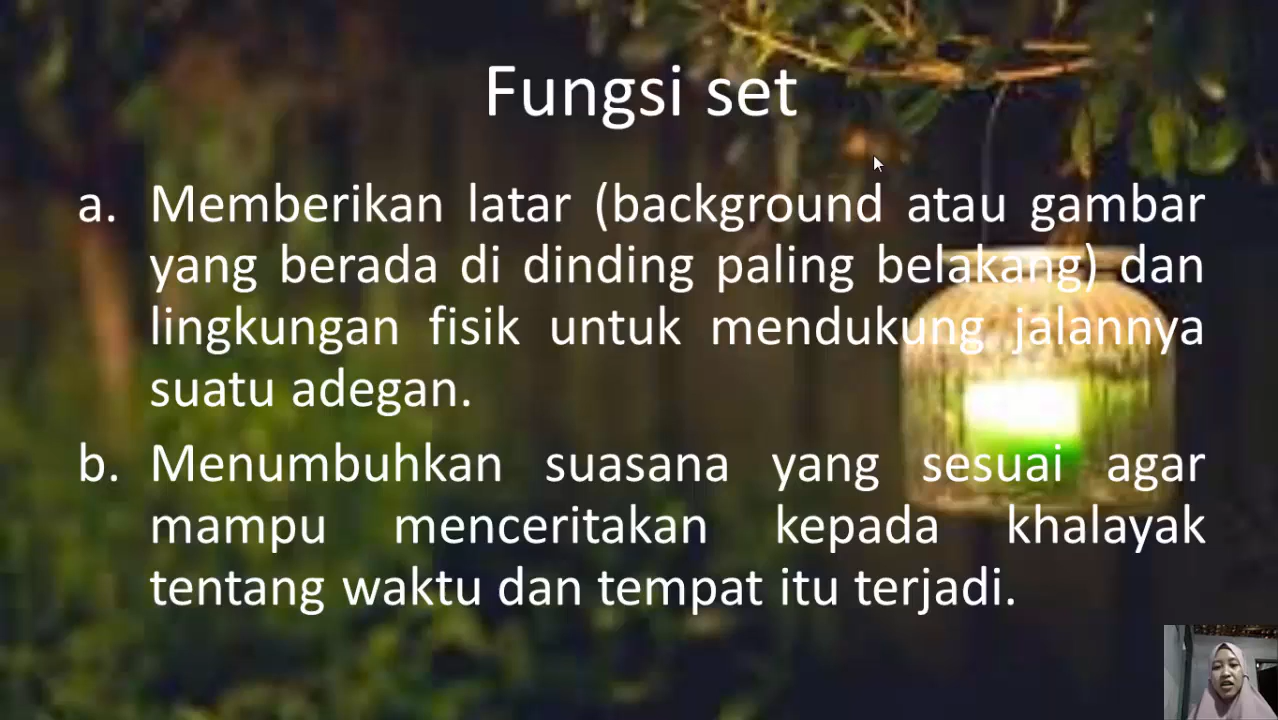 Fungsi set
a. Memberikan latar (background atau gambar
yang berada di dinding paling belakang) dan
lingkungan fisik untuk mendukung jalannya
suatu adegan.
b. Menumbuhkan suasana yang sesuai agar
mampu menceritakan kepada khalayak
tentang waktu dan tempat itu terjadi.